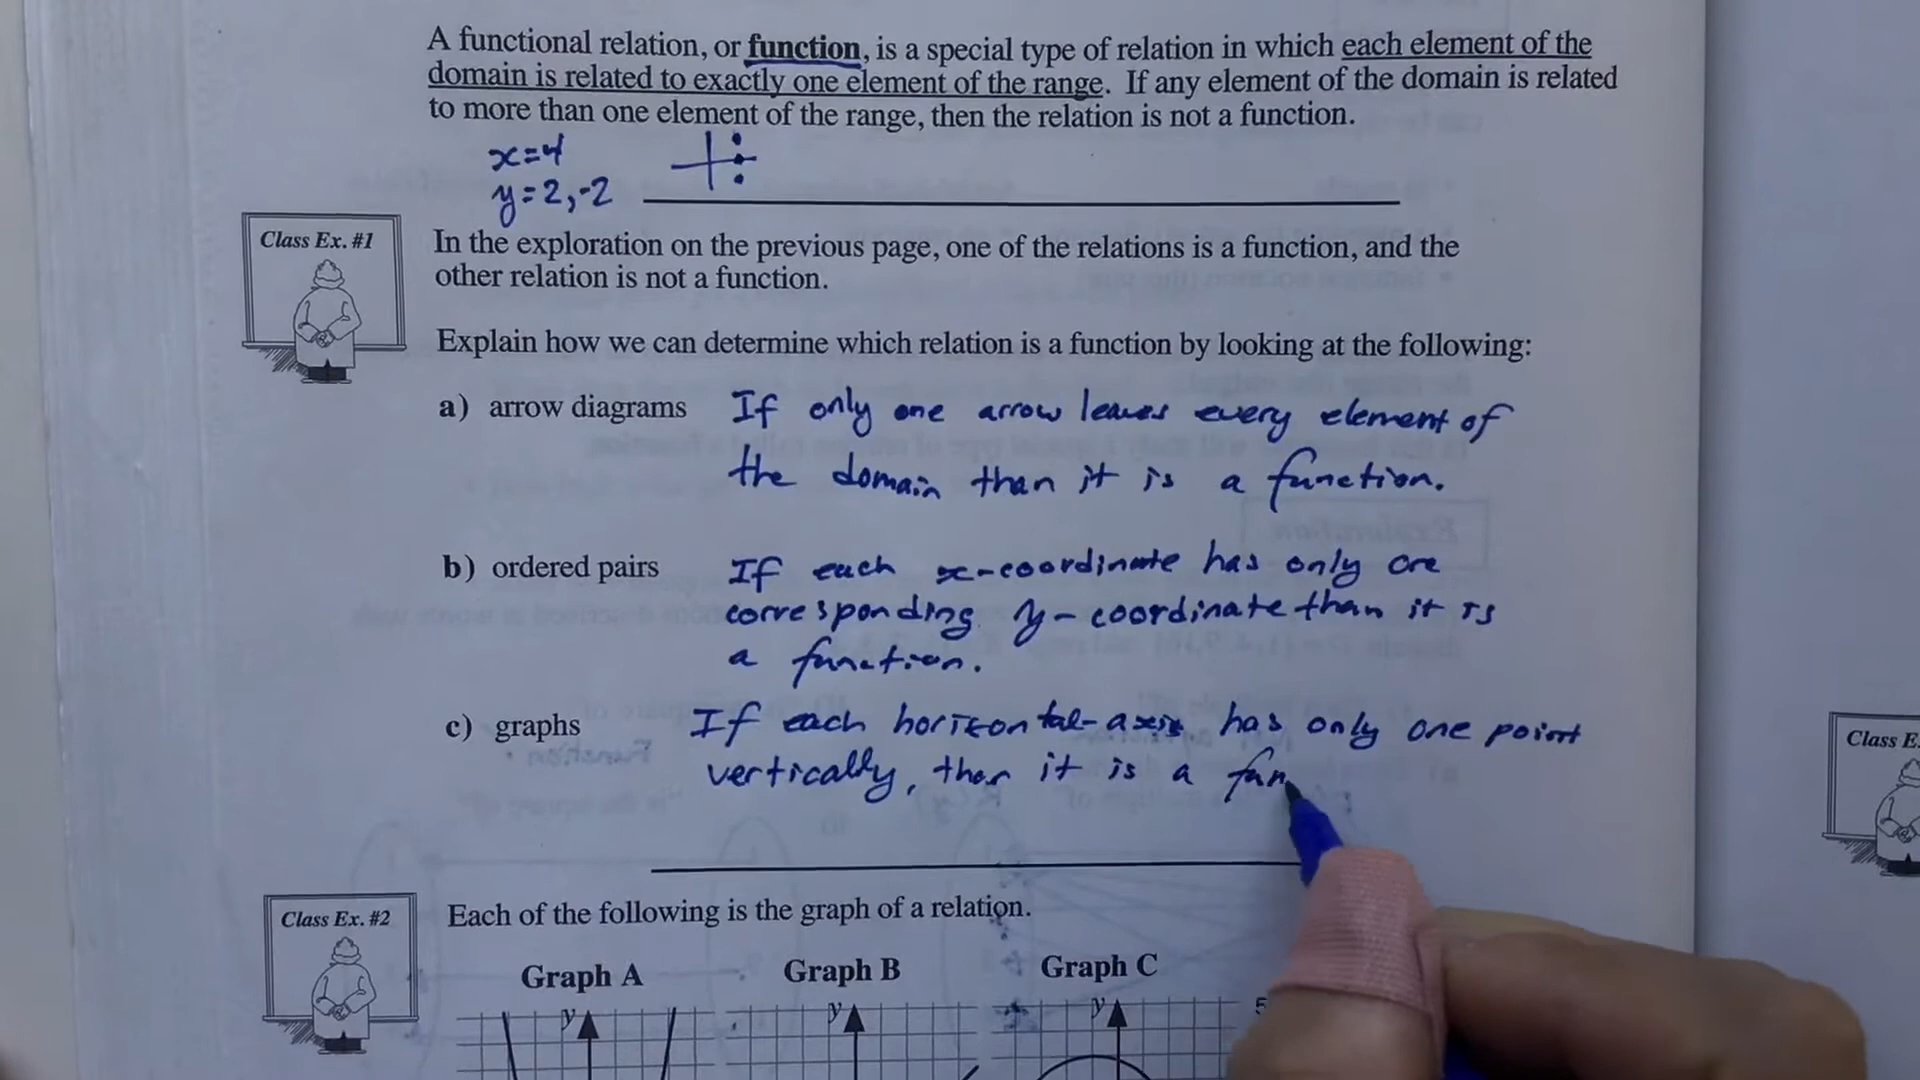 A functional relation, or function, is a special type of relation in which each element of the
domain is related to exactly one element of the range. If any element of the domain is related
to more than one element of the range, then the relation is not a function.
x=4
y=2,-2
Class Ex. #1
In the exploration on the previous page, one of the relations is a function, and the
other relation is not a function.
Explain how we can determine which relation is a function by looking at the following:
a) arrow diagrams If only one arrow leaves every element of
the domain than it is a function.
b) ordered pairs If each x-coordinate has only one
corresponding y-coordinate than it is
a function.
c) graphs If each horizontal-axis has only one point
vertically, then it is a fun
Class Ex. #2
Each of the following is the graph of a relation.
Graph A Graph B Graph C
y y y
5
Class E